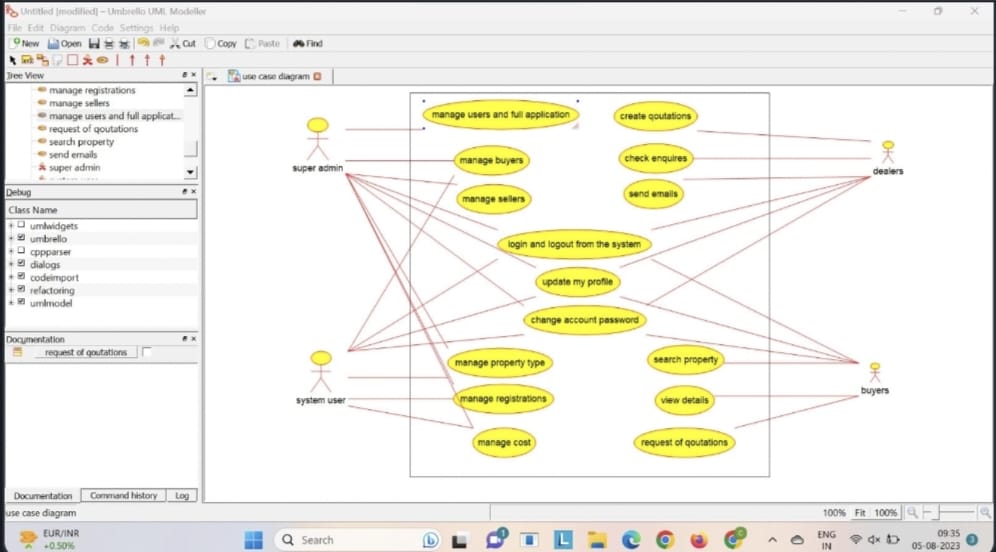 Untitled [modified] – Umbrello UML Modeller
File Edit Diagram Code Settings Help
New Open Cut Copy Paste Find
Tree View
use case diagram
manage registrations
manage sellers
manage users and full applicat...
request of qoutations
search property
send emails
super admin
Debug
Class Name
umlwidgets
umbrello
cppparser
dialogs
codeimport
refactoring
umlmodel
Documentation
request of qoutations
Documentation Command history Log
manage users and full application
create qoutations
manage buyers
check enquires
super admin
dealers
manage sellers
send emails
login and logout from the system
update my profile
change account password
manage property type
search property
system user
buyers
manage registrations
view details
manage cost
request of qoutations
use case diagram
100% Fit 100%
EUR/INR
+0.50%
Search
ENG
IN
09:35
05-08-2023